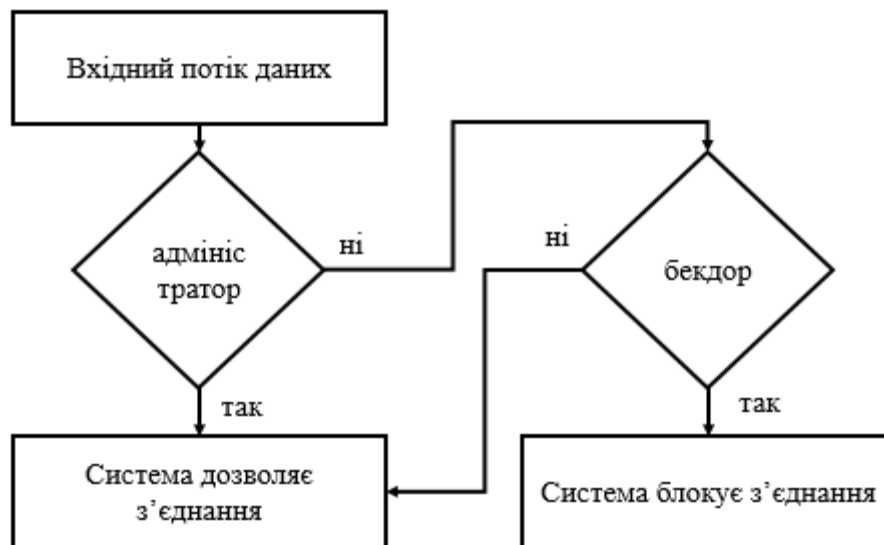 Вхідний потік даних
адмініс
тратор
ні
ні
бекдор
так
так
Система дозволяє
з’єднання
Система блокує з’єднання